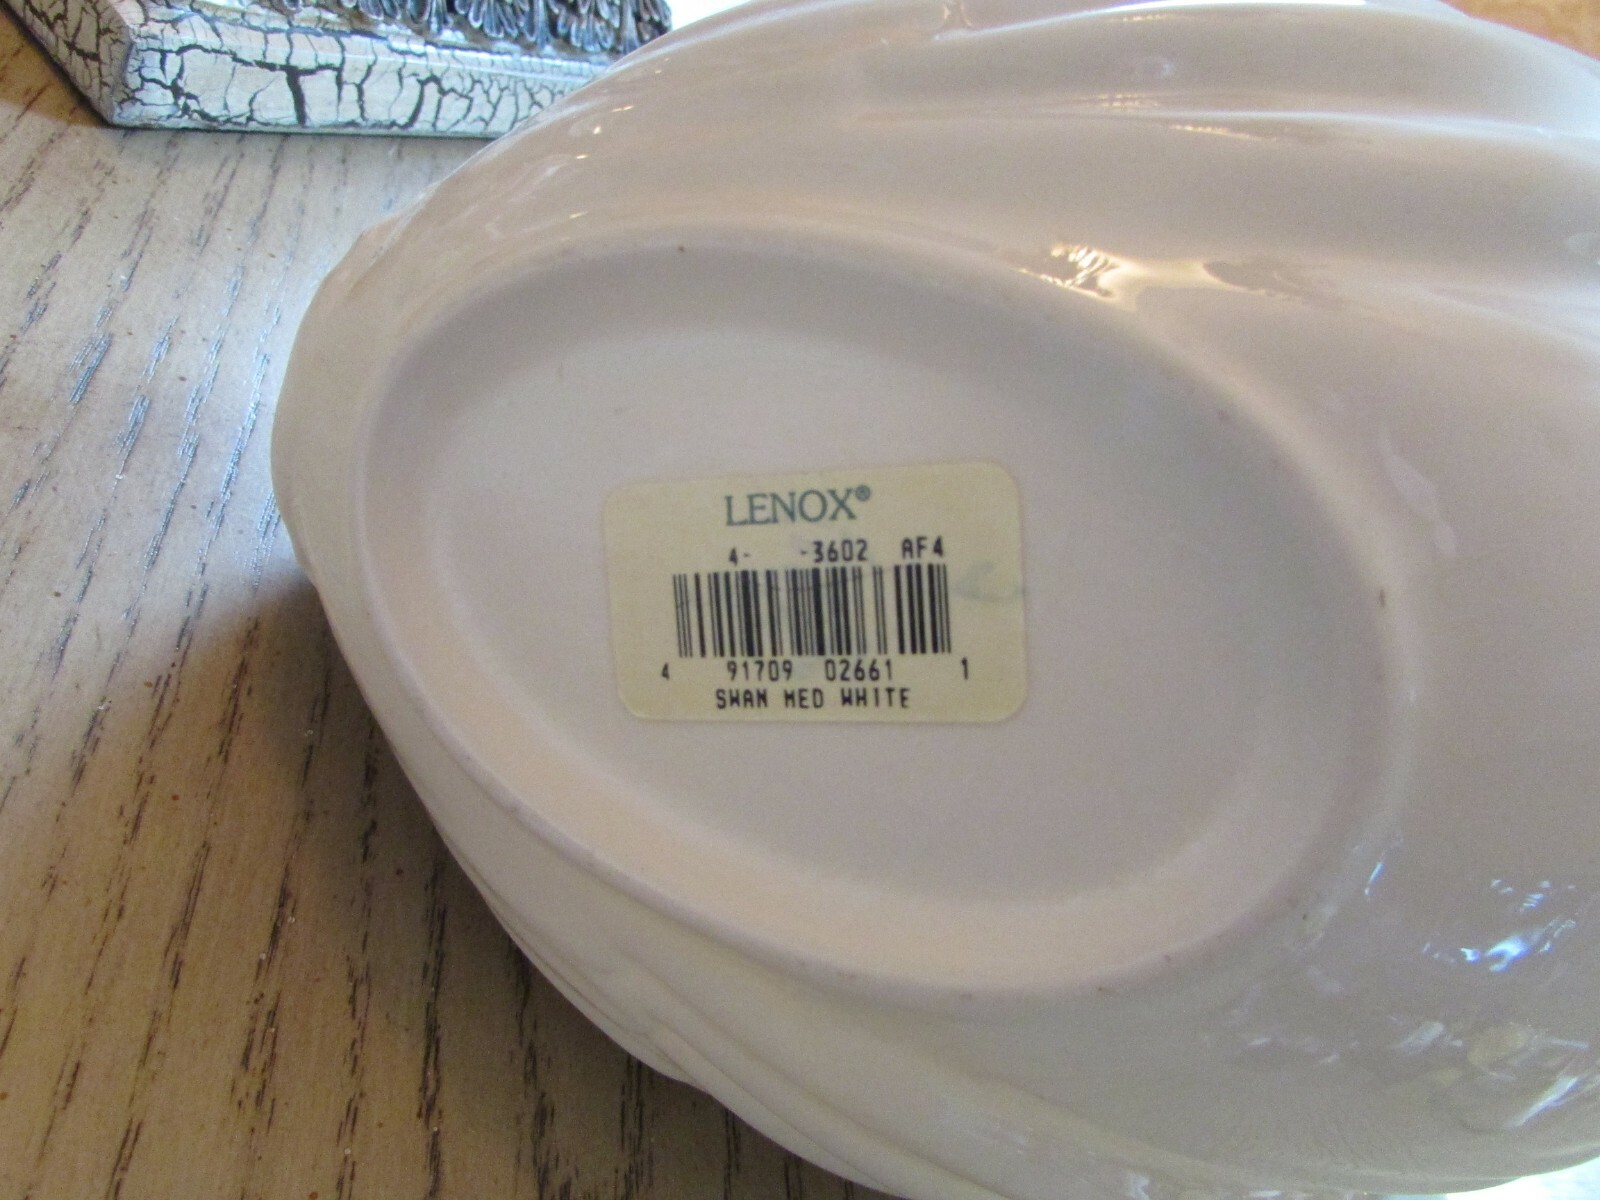 LENOX®
4- -3602 AF4
4 91709 02661 1
SWAN MED WHITE